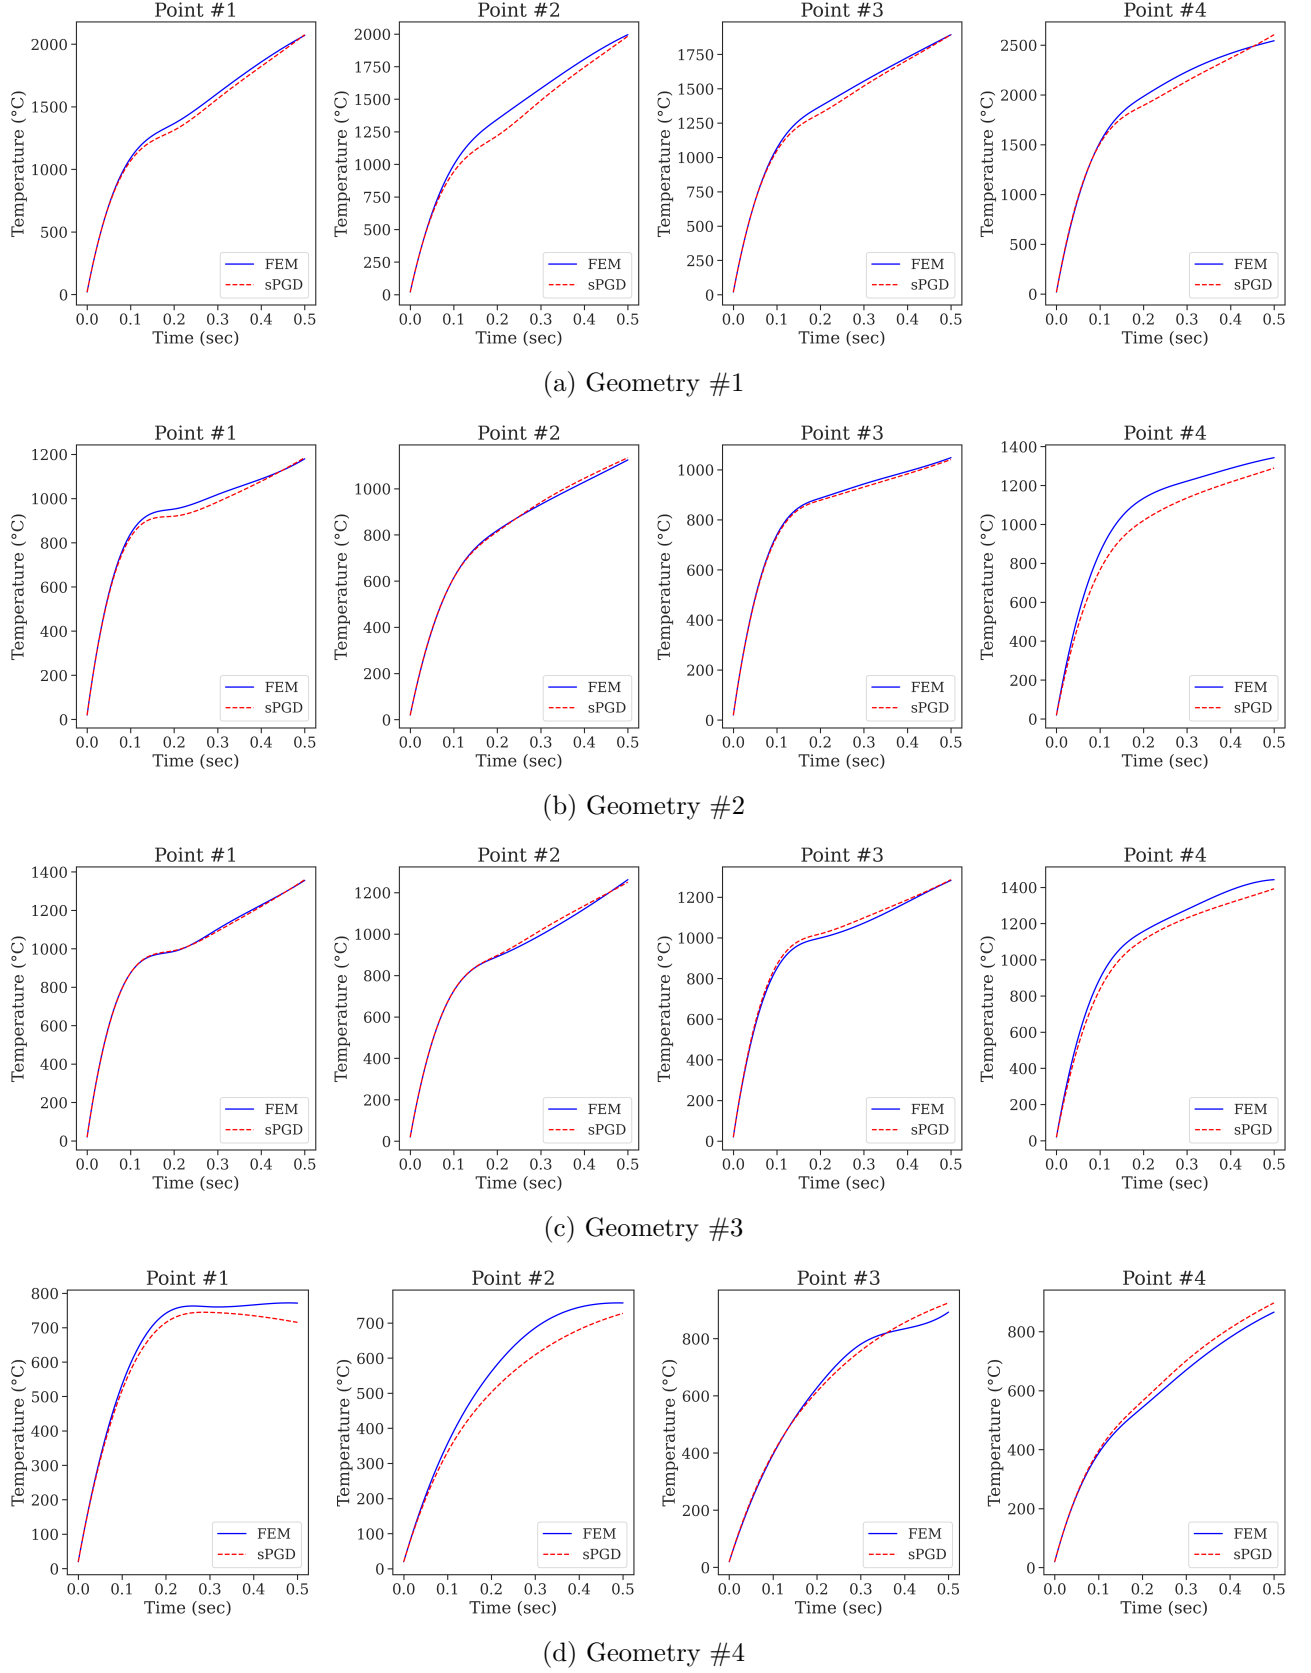 Point #1
Temperature (°C)
2000
1500
1000
500
0
FEM
sPGD
0.0 0.1 0.2 0.3 0.4 0.5
Time (sec)
Point #2
Temperature (°C)
2000
1750
1500
1250
1000
750
500
250
0
FEM
sPGD
0.0 0.1 0.2 0.3 0.4 0.5
Time (sec)
Point #3
Temperature (°C)
1750
1500
1250
1000
750
500
250
0
FEM
sPGD
0.0 0.1 0.2 0.3 0.4 0.5
Time (sec)
Point #4
Temperature (°C)
2500
2000
1500
1000
500
0
FEM
sPGD
0.0 0.1 0.2 0.3 0.4 0.5
Time (sec)
(a) Geometry #1
Point #1
Temperature (°C)
1200
1000
800
600
400
200
0
FEM
sPGD
0.0 0.1 0.2 0.3 0.4 0.5
Time (sec)
Point #2
Temperature (°C)
1000
800
600
400
200
0
FEM
sPGD
0.0 0.1 0.2 0.3 0.4 0.5
Time (sec)
Point #3
Temperature (°C)
1000
800
600
400
200
0
FEM
sPGD
0.0 0.1 0.2 0.3 0.4 0.5
Time (sec)
Point #4
Temperature (°C)
1400
1200
1000
800
600
400
200
0
FEM
sPGD
0.0 0.1 0.2 0.3 0.4 0.5
Time (sec)
(b) Geometry #2
Point #1
Temperature (°C)
1400
1200
1000
800
600
400
200
0
FEM
sPGD
0.0 0.1 0.2 0.3 0.4 0.5
Time (sec)
Point #2
Temperature (°C)
1200
1000
800
600
400
200
0
FEM
sPGD
0.0 0.1 0.2 0.3 0.4 0.5
Time (sec)
Point #3
Temperature (°C)
1200
1000
800
600
400
200
0
FEM
sPGD
0.0 0.1 0.2 0.3 0.4 0.5
Time (sec)
Point #4
Temperature (°C)
1400
1200
1000
800
600
400
200
0
FEM
sPGD
0.0 0.1 0.2 0.3 0.4 0.5
Time (sec)
(c) Geometry #3
Point #1
Temperature (°C)
800
700
600
500
400
300
200
100
0
FEM
sPGD
0.0 0.1 0.2 0.3 0.4 0.5
Time (sec)
Point #2
Temperature (°C)
700
600
500
400
300
200
100
0
FEM
sPGD
0.0 0.1 0.2 0.3 0.4 0.5
Time (sec)
Point #3
Temperature (°C)
800
600
400
200
0
FEM
sPGD
0.0 0.1 0.2 0.3 0.4 0.5
Time (sec)
Point #4
Temperature (°C)
800
600
400
200
0
FEM
sPGD
0.0 0.1 0.2 0.3 0.4 0.5
Time (sec)
(d) Geometry #4